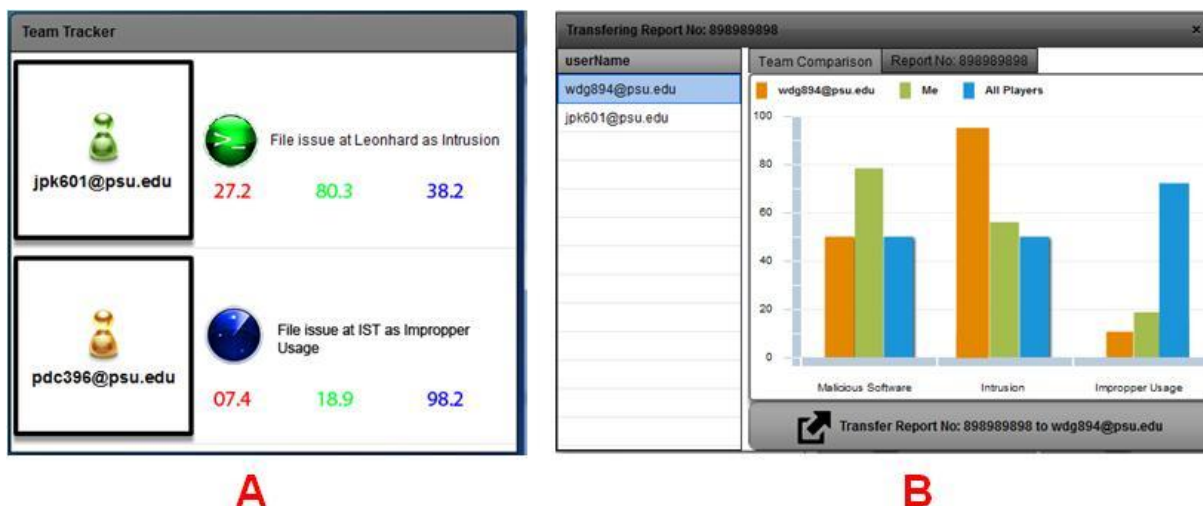 Team Tracker
jpk601@psu.edu
File issue at Leonhard as Intrusion
27.2 80.3 38.2
pdc396@psu.edu
File issue at IST as Impropper
Usage
07.4 18.9 98.2
A
Transfering Report No: 898989898 x
userName
wdg894@psu.edu
jpk601@psu.edu
Team Comparison Report No: 898989898
wdg894@psu.edu Me All Players
100
80
60
40
20
0
Malicious Software Intrusion Impropper Usage
Transfer Report No: 898989898 to wdg894@psu.edu
B